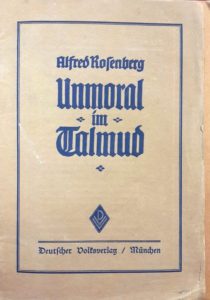 Alfred Rosenberg
Unmoral
im
Talmud
Deutscher Volksverlag / München